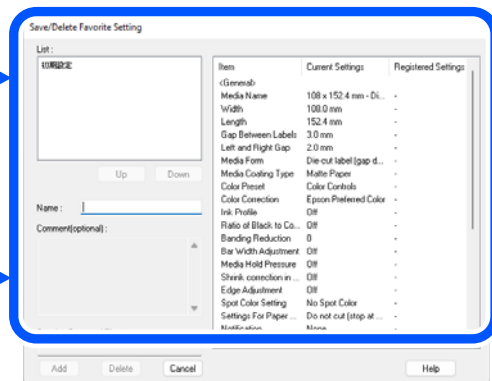 Save/Delete Favorite Setting
List :
初期設定
Up Down
Name :
Comment(optional) :
Item Current Settings Registered Settings
<General>
Media Name 108 x 152.4 mm - Di... -
Width 108.0 mm -
Length 152.4 mm -
Gap Between Labels 3.0 mm -
Left and Right Gap 2.0 mm -
Media Form Die-cut label (gap d... -
Media Coating Type Matte Paper -
Color Preset Color Controls -
Color Correction Epson Preferred Color -
Ink Profile Off -
Ratio of Black to Co... Off -
Banding Reduction 0 -
Bar Width Adjustment Off -
Media Hold Pressure Off -
Shrink correction in ... Off -
Edge Adjustment Off -
Spot Color Setting No Spot Color -
Settings For Paper ... Do not cut (stop at ... -
Notification None -
Add Delete Cancel Help